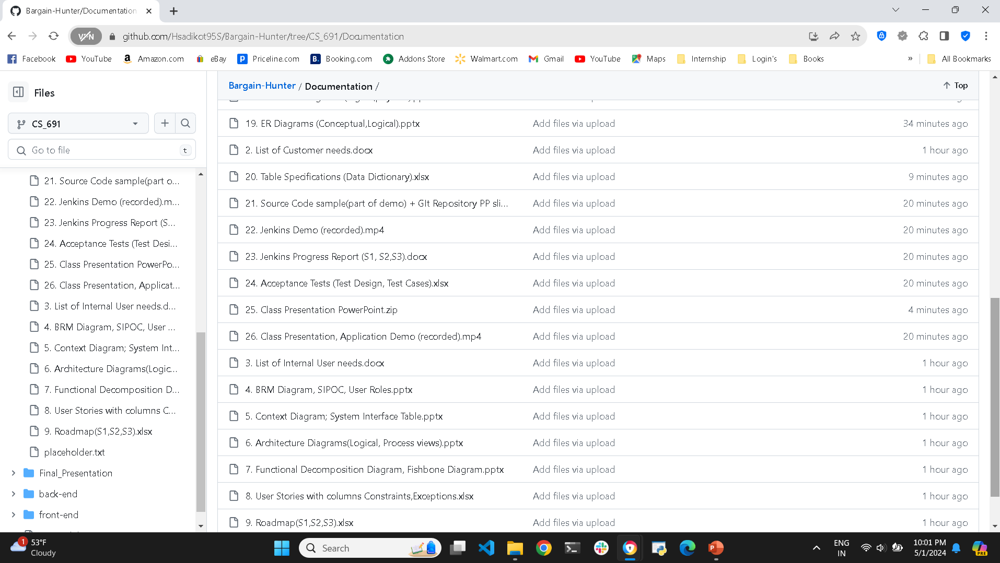 Bargain-Hunter/Documentation
VPN
github.com/Hsadikot95S/Bargain-Hunter/tree/CS_691/Documentation
Facebook YouTube Amazon.com eBay Priceline.com Booking.com Addons Store Walmart.com Gmail YouTube Maps Internship Login's Books » All Bookmarks
Files
CS_691
Go to file t
21. Source Code sample(part o...
22. Jenkins Demo (recorded).m...
23. Jenkins Progress Report (S...
24. Acceptance Tests (Test Desi...
25. Class Presentation PowerPo...
26. Class Presentation, Applicat...
3. List of Internal User needs.d...
4. BRM Diagram, SIPOC, User ...
5. Context Diagram; System Int...
6. Architecture Diagrams(Logic...
7. Functional Decomposition D...
8. User Stories with columns C...
9. Roadmap(S1,S2,S3).xlsx
placeholder.txt
Final_Presentation
back-end
front-end
Bargain-Hunter / Documentation /
Top
19. ER Diagrams (Conceptual,Logical).pptx Add files via upload 34 minutes ago
2. List of Customer needs.docx Add files via upload 1 hour ago
20. Table Specifications (Data Dictionary).xlsx Add files via upload 9 minutes ago
21. Source Code sample(part of demo) + GIt Repository PP sli... Add files via upload 20 minutes ago
22. Jenkins Demo (recorded).mp4 Add files via upload 20 minutes ago
23. Jenkins Progress Report (S1, S2,S3).docx Add files via upload 20 minutes ago
24. Acceptance Tests (Test Design, Test Cases).xlsx Add files via upload 20 minutes ago
25. Class Presentation PowerPoint.zip Add files via upload 4 minutes ago
26. Class Presentation, Application Demo (recorded).mp4 Add files via upload 20 minutes ago
3. List of Internal User needs.docx Add files via upload 1 hour ago
4. BRM Diagram, SIPOC, User Roles.pptx Add files via upload 1 hour ago
5. Context Diagram; System Interface Table.pptx Add files via upload 1 hour ago
6. Architecture Diagrams(Logical, Process views).pptx Add files via upload 1 hour ago
7. Functional Decomposition Diagram, Fishbone Diagram.pptx Add files via upload 1 hour ago
8. User Stories with columns Constraints,Exceptions.xlsx Add files via upload 1 hour ago
9. Roadmap(S1,S2,S3).xlsx Add files via upload 1 hour ago
1
53°F
Cloudy
Search
ENG
IN
10:01 PM
5/1/2024
PRE